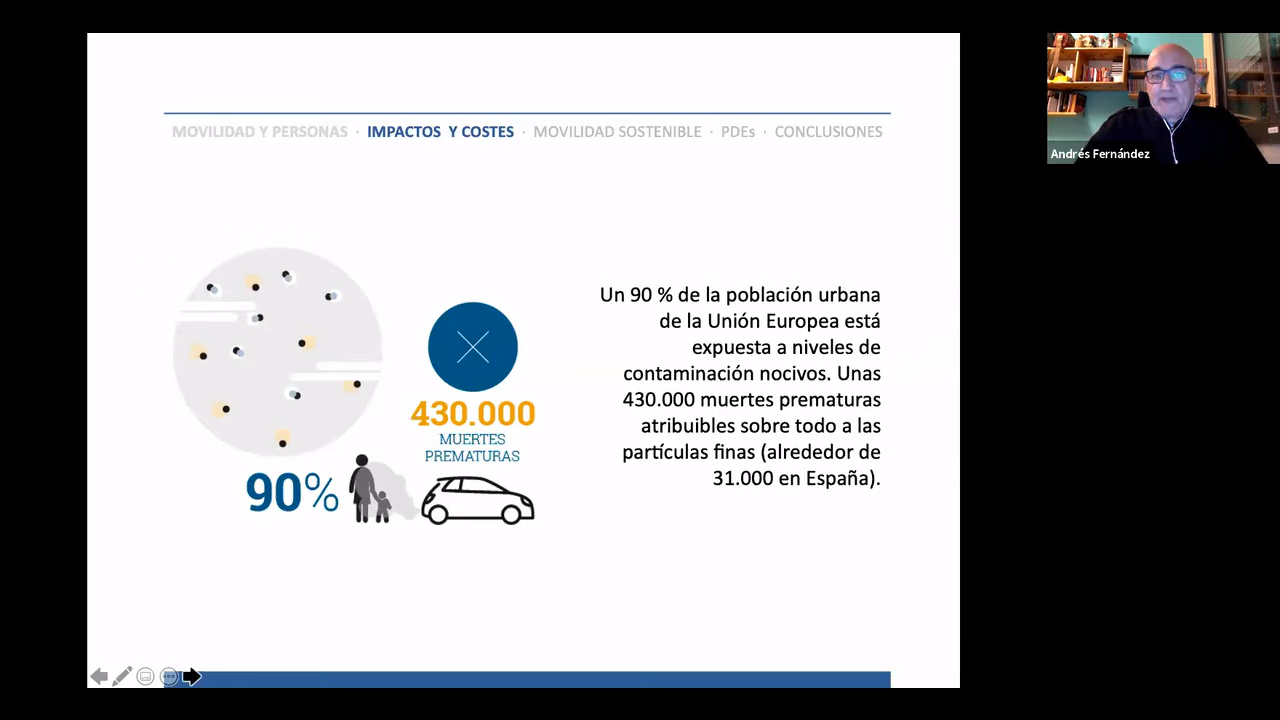 MOVILIDAD Y PERSONAS · IMPACTOS Y COSTES · MOVILIDAD SOSTENIBLE · PDEs · CONCLUSIONES
Andrés Fernández
430.000
MUERTES
PREMATURAS
90%
Un 90 % de la población urbana
de la Unión Europea está
expuesta a niveles de
contaminación nocivos. Unas
430.000 muertes prematuras
atribuibles sobre todo a las
partículas finas (alrededor de
31.000 en España).